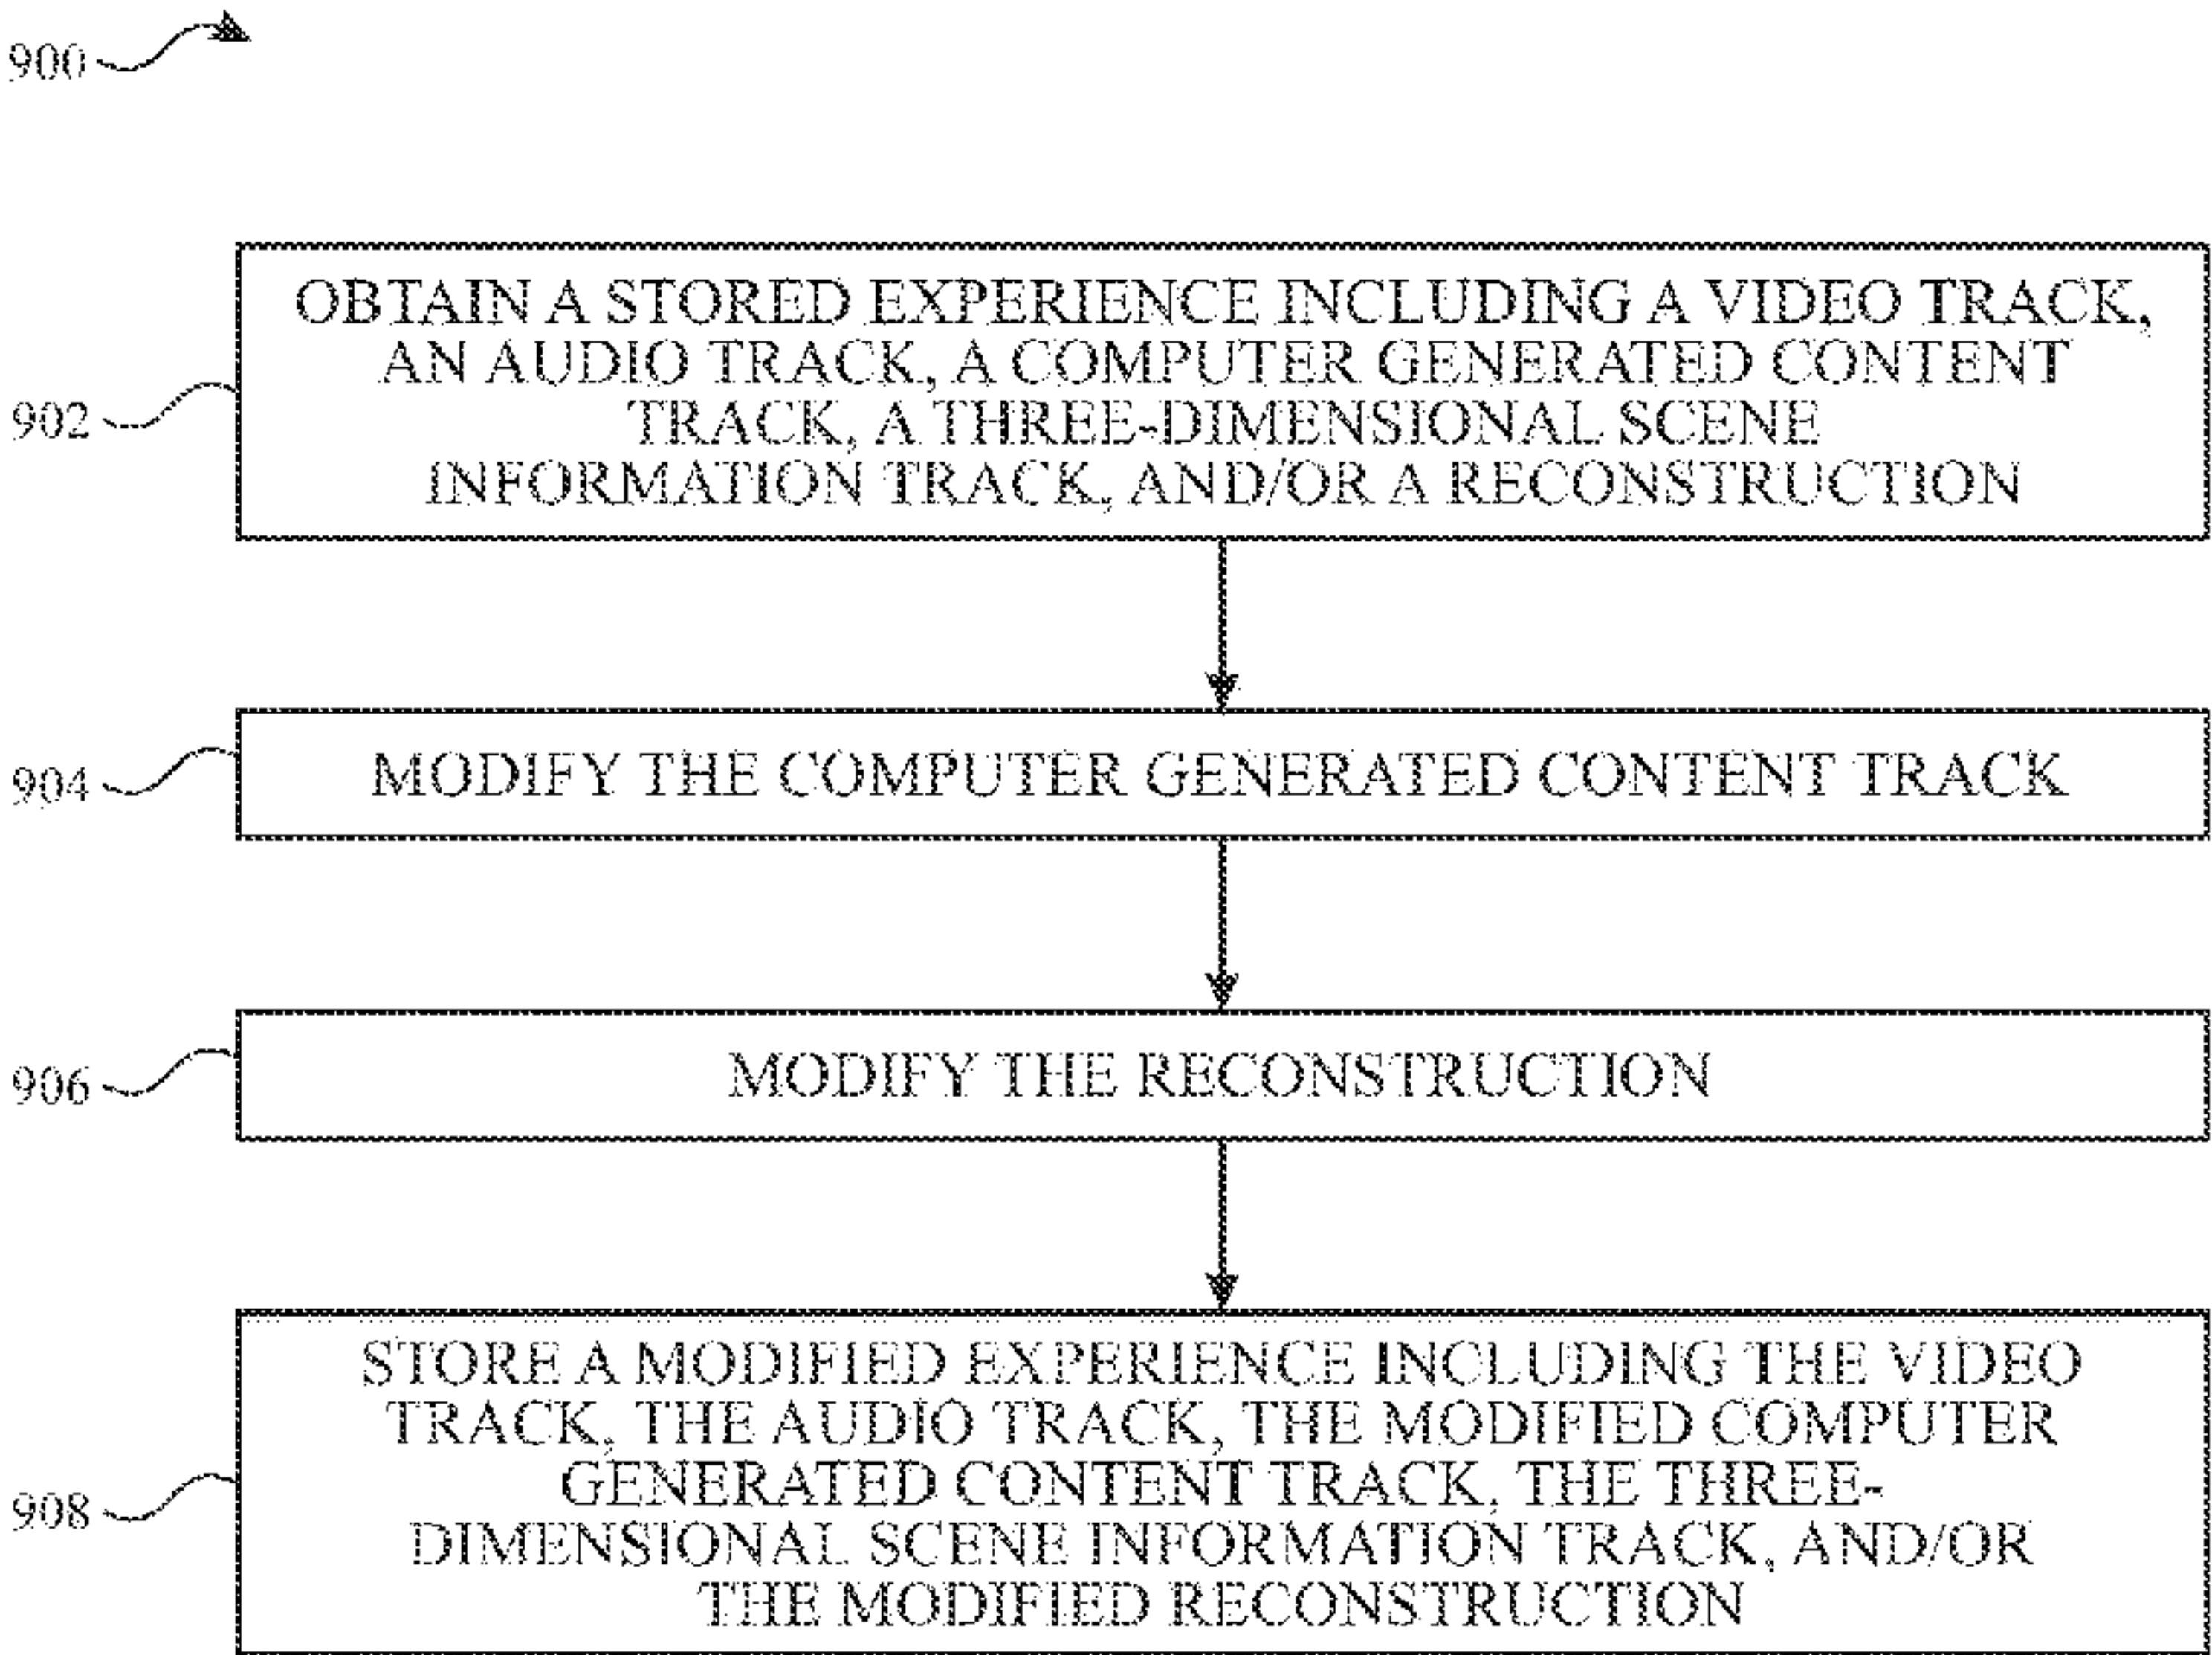 900
OBTAIN A STORED EXPERIENCE INCLUDING A VIDEO TRACK,
AN AUDIO TRACK, A COMPUTER GENERATED CONTENT
902
TRACK, A THREE-DIMENSIONAL SCENE
INFORMATION TRACK, AND/OR A RECONSTRUCTION
904
MODIFY THE COMPUTER GENERATED CONTENT TRACK
906
MODIFY THE RECONSTRUCTION
STORE A MODIFIED EXPERIENCE INCLUDING THE VIDEO
TRACK, THE AUDIO TRACK, THE MODIFIED COMPUTER
GENERATED CONTENT TRACK, THE THREE-
908
DIMENSIONAL SCENE INFORMATION TRACK, AND/OR
THE MODIFIED RECONSTRUCTION